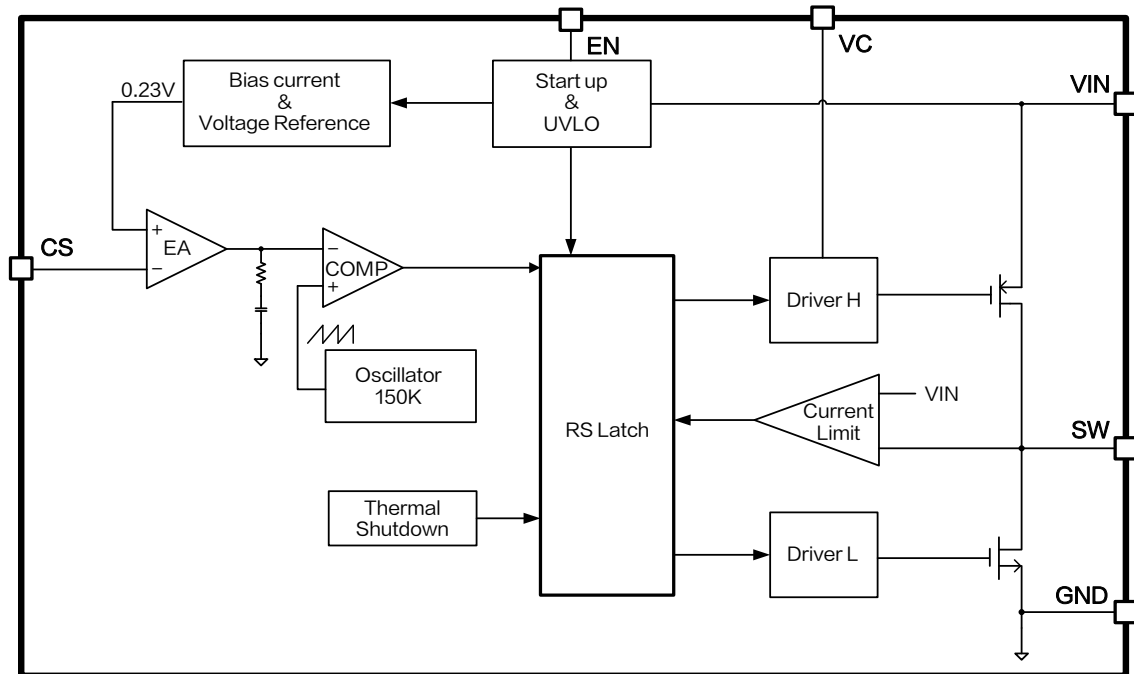 EN
VC
VIN
0.23V
Bias current
&
Voltage Reference
Start up
&
UVLO
CS
+
EA
−
−
COMP
+
Oscillator
150K
Driver H
RS Latch
Current
Limit
VIN
SW
Thermal
Shutdown
Driver L
GND